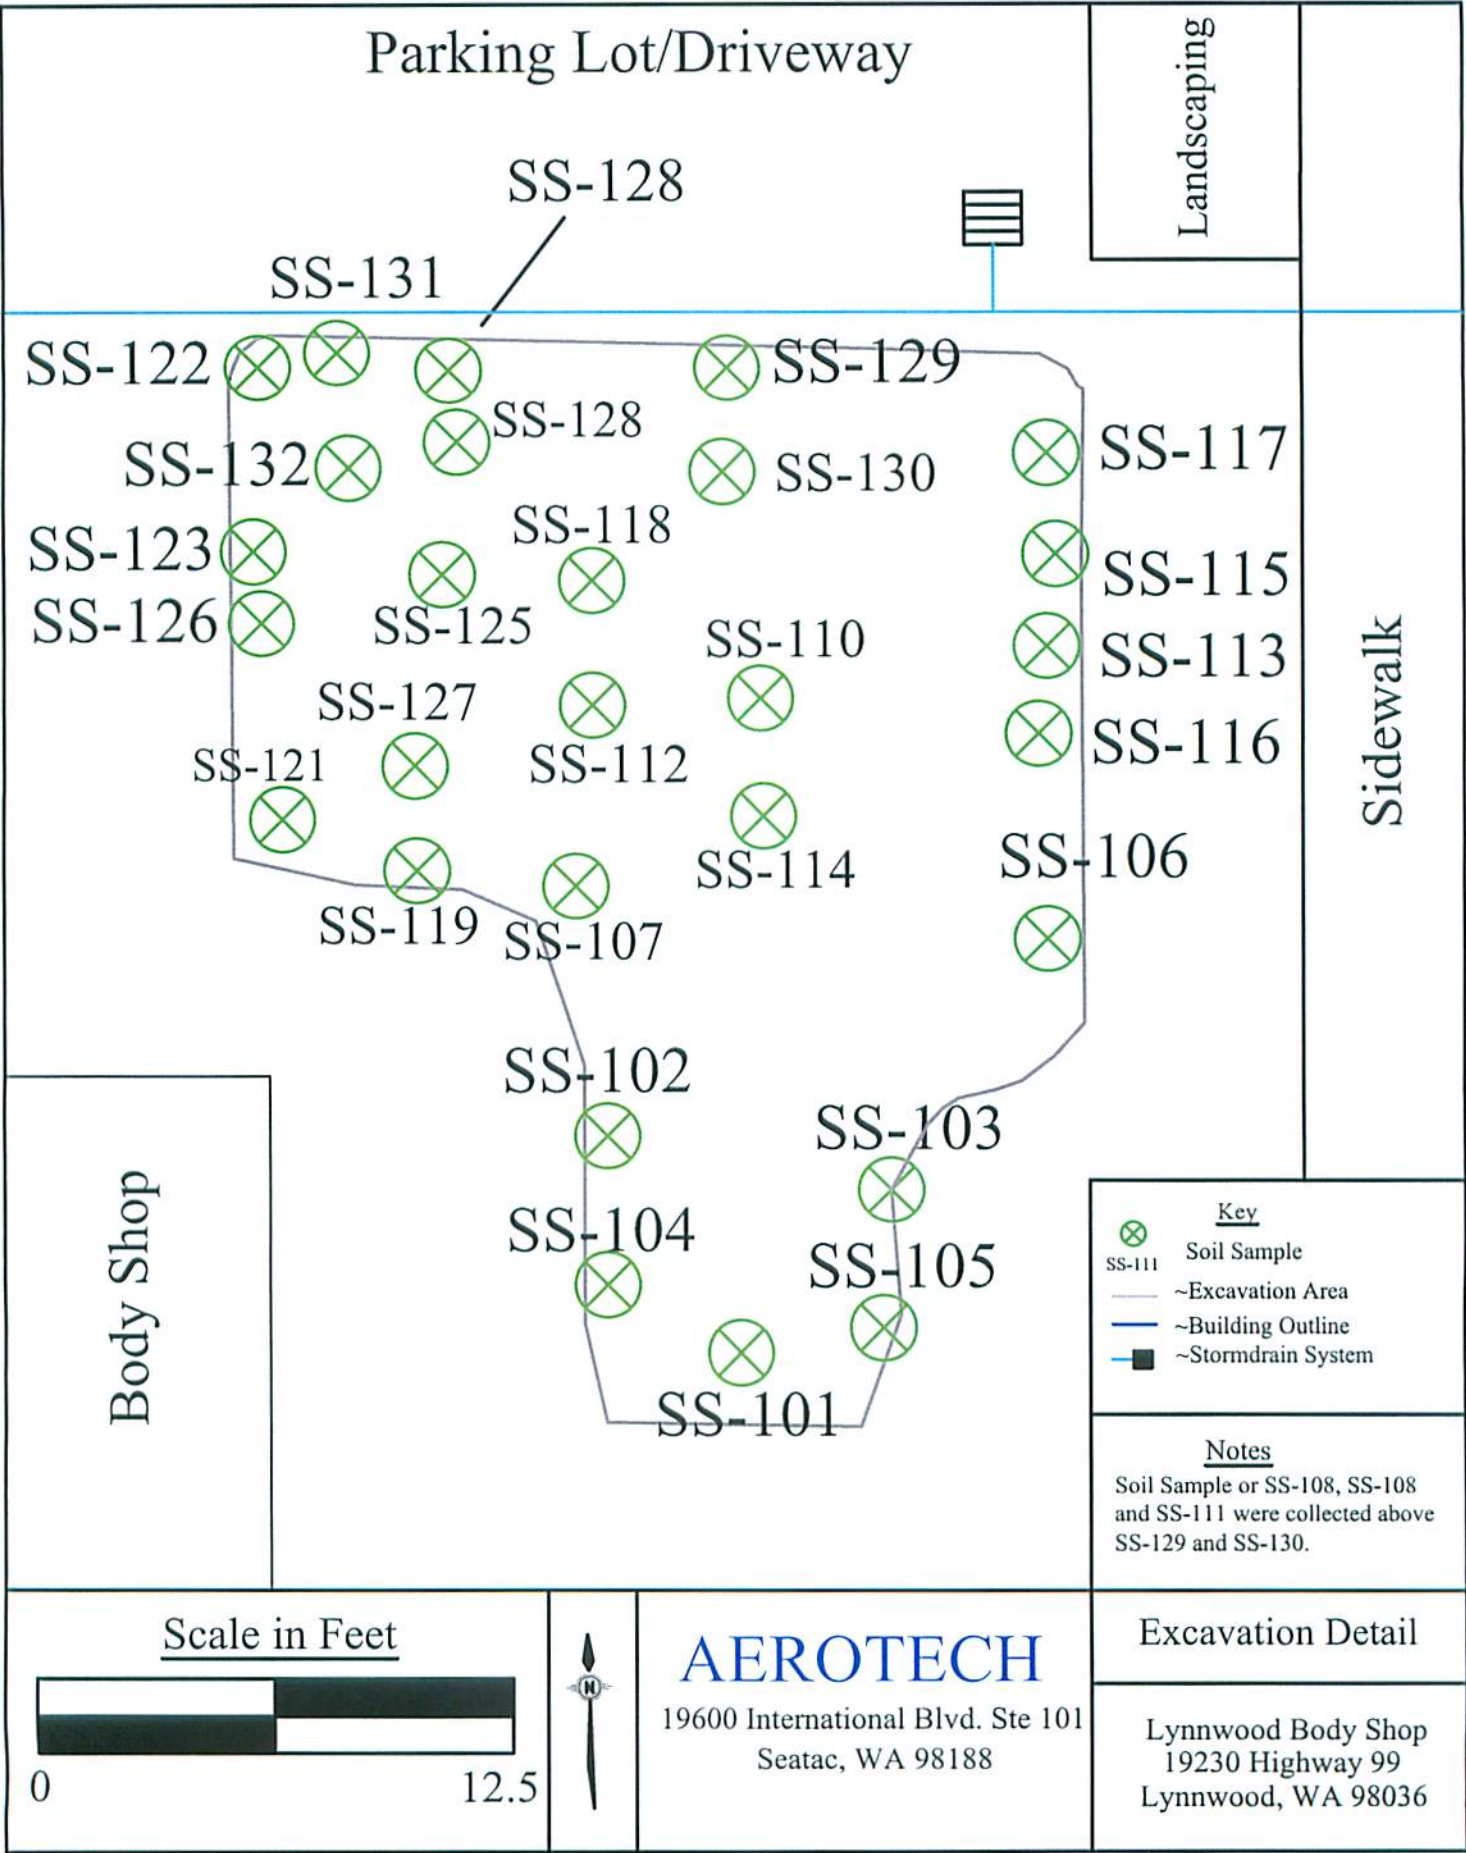 Parking Lot/Driveway
Landscaping
SS-128
SS-131
SS-122
SS-129
SS-128
SS-117
SS-132
SS-130
SS-118
SS-123
SS-115
SS-126
SS-125
SS-110
SS-113
SS-127
SS-116
SS-121
SS-112
Sidewalk
SS-106
SS-114
SS-119
SS-107
SS-102
SS-103
SS-104
SS-105
SS-101
Body Shop
Key
SS-111
Soil Sample
~Excavation Area
~Building Outline
~Stormdrain System
Notes
Soil Sample or SS-108, SS-108
and SS-111 were collected above
SS-129 and SS-130.
Scale in Feet
0
12.5
N
AEROTECH
19600 International Blvd. Ste 101
Seatac, WA 98188
Excavation Detail
Lynnwood Body Shop
19230 Highway 99
Lynnwood, WA 98036